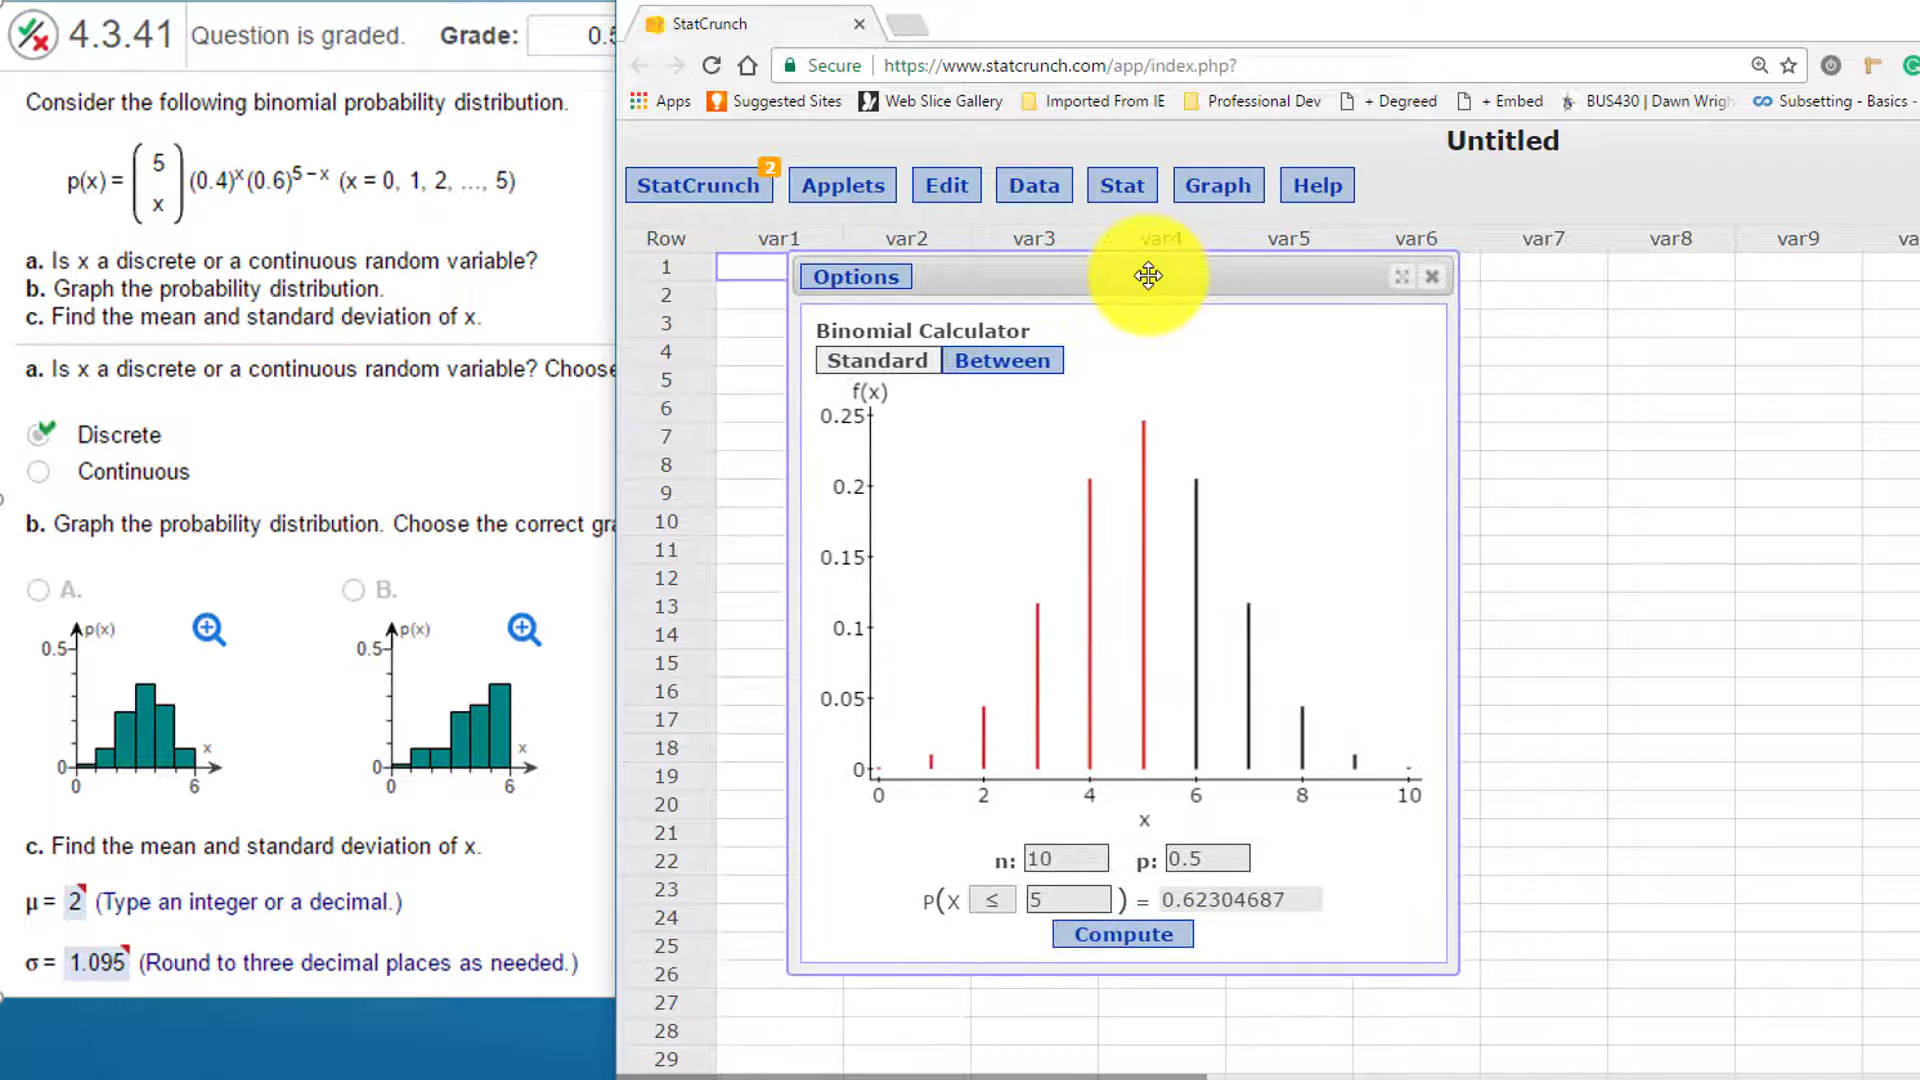 4.3.41
Question is graded.
Grade:
0.5
Consider the following binomial probability distribution.
5
p(x) = (0.4)x(0.6)5 - x (x = 0, 1, 2, ..., 5)
x
a. Is x a discrete or a continuous random variable?
b. Graph the probability distribution.
c. Find the mean and standard deviation of x.
a. Is x a discrete or a continuous random variable? Choose
Discrete
Continuous
b. Graph the probability distribution. Choose the correct gra
A.
B.
p(x)
0.5
0
0
6
x
p(x)
0.5
0
0
6
x
c. Find the mean and standard deviation of x.
μ = 2 (Type an integer or a decimal.)
σ = 1.095 (Round to three decimal places as needed.)
StatCrunch
Secure
https://www.statcrunch.com/app/index.php?
Apps
Suggested Sites
Web Slice Gallery
Imported From IE
Professional Dev
+ Degreed
+ Embed
BUS430 | Dawn Wrigh
Subsetting - Basics -
Untitled
StatCrunch
2
Applets
Edit
Data
Stat
Graph
Help
Row var1 var2 var3 var4 var5 var6 var7 var8 var9 va
1
2
3
4
5
6
7
8
9
10
11
12
13
14
15
16
17
18
19
20
21
22
23
24
25
26
27
28
29
Options
Binomial Calculator
Standard
Between
f(x)
0.25
0.2
0.15
0.1
0.05
0
0 2 4 6 8 10
x
n: 10 p: 0.5
P(X ≤ 5 ) = 0.62304687
Compute